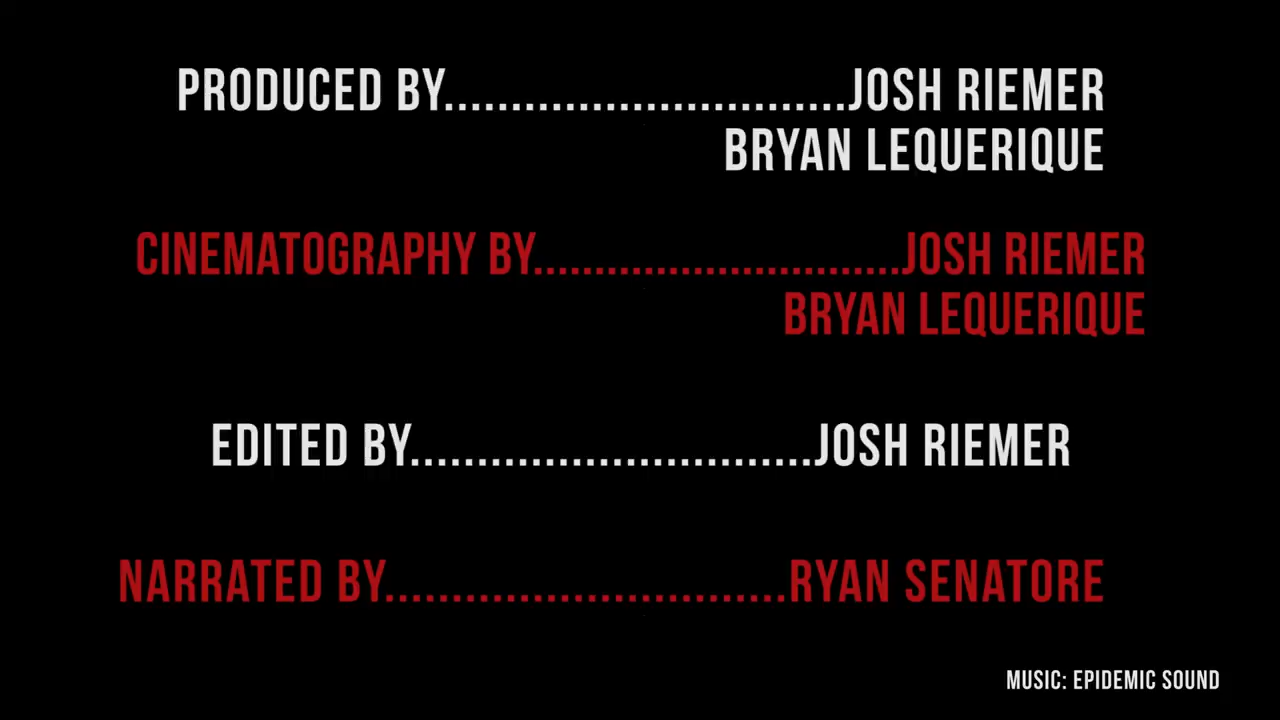 PRODUCED BY..............................JOSH RIEMER
BRYAN LEQUERIQUE
CINEMATOGRAPHY BY..............................JOSH RIEMER
BRYAN LEQUERIQUE
EDITED BY..............................JOSH RIEMER
NARRATED BY..............................RYAN SENATORE
MUSIC: EPIDEMIC SOUND